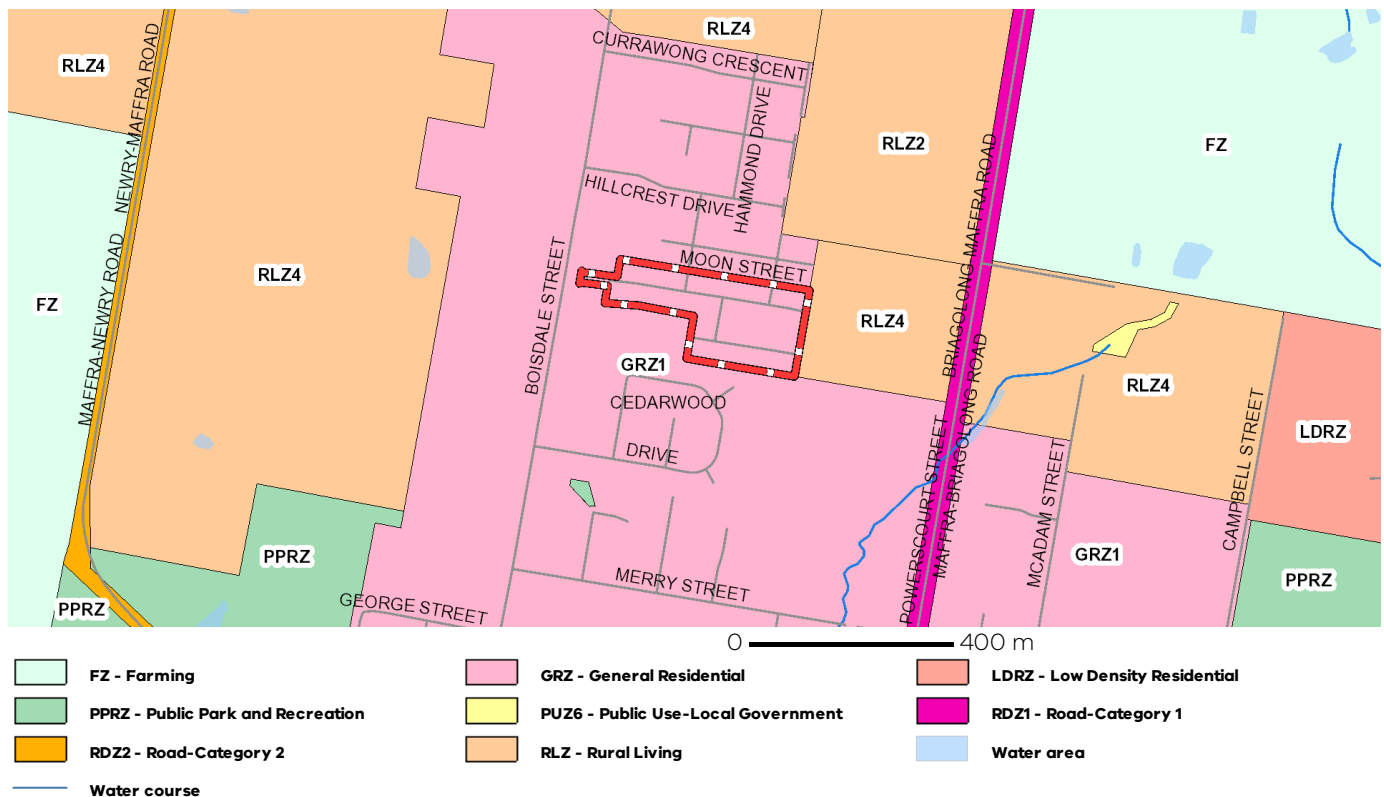 RLZ4
CURRAWONG CRESCENT
RLZ4
NEWRY-MAFFRA ROAD
HAMMOND DRIVE
RLZ2
FZ
BRIAGOLONG MAFFRA ROAD
HILLCREST DRIVE
MAFFRA-NEWRY ROAD
BOISDALE STREET
MOON STREET
RLZ4
FZ
RLZ4
GRZ1
MAFFRA-BRIAGOLONG ROAD
RLZ4
CEDARWOOD
DRIVE
POWERSCOURT STREET
MCADAM STREET
CAMPBELL STREET
LDRZ
PPRZ
GRZ1
PPRZ
MERRY STREET
PPRZ
GEORGE STREET
0 400 m
FZ - Farming
GRZ - General Residential
LDRZ - Low Density Residential
PPRZ - Public Park and Recreation
PUZ6 - Public Use-Local Government
RDZ1 - Road-Category 1
RDZ2 - Road-Category 2
RLZ - Rural Living
Water area
Water course